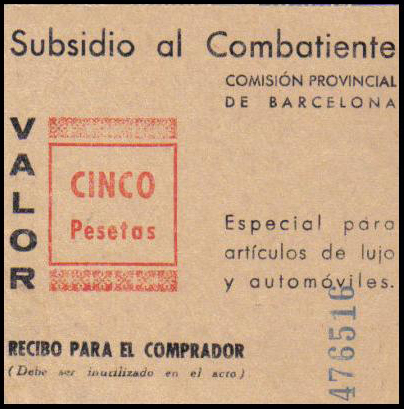 Subsidio al Combatiente
COMISIÓN PROVINCIAL
DE BARCELONA
VALOR
CINCO
Pesetas
Especial para
artículos de lujo
y automóviles.
476516
RECIBO PARA EL COMPRADOR
(Debe ser inutilizado en el acto)